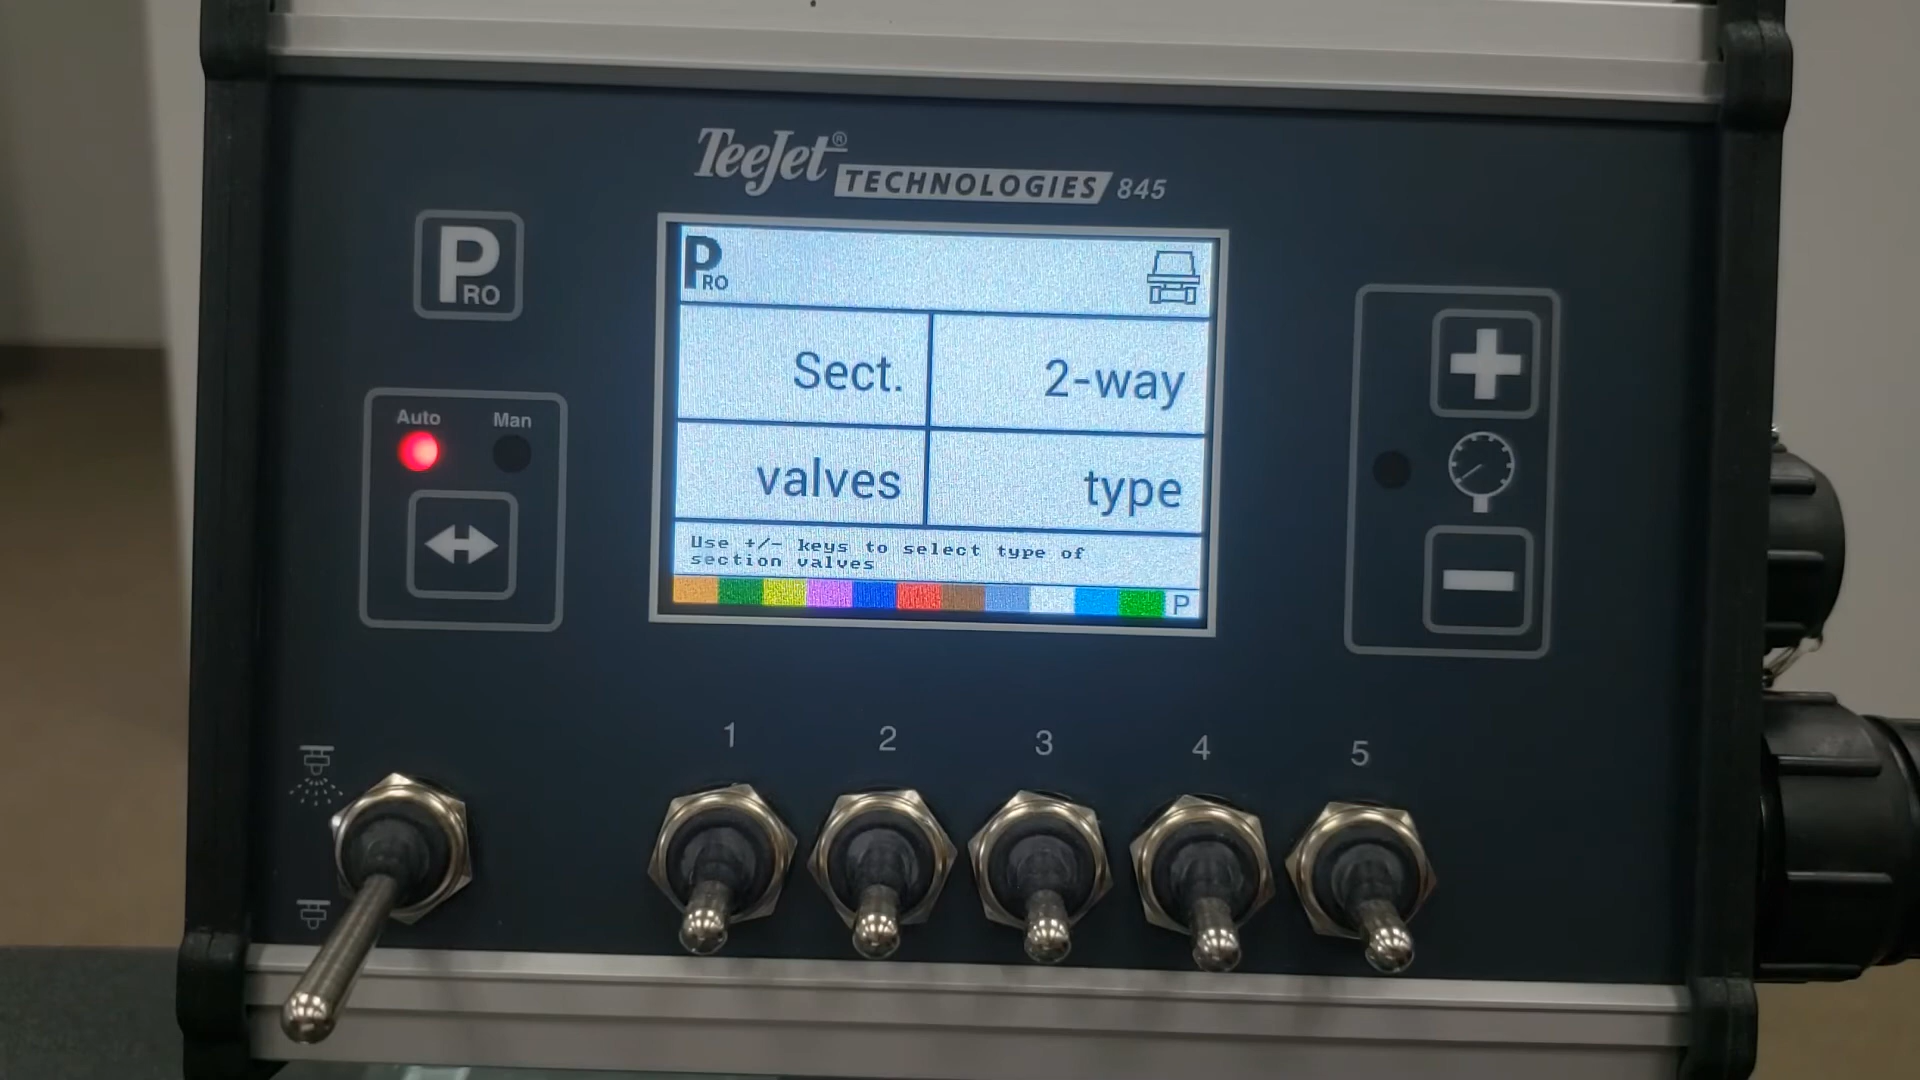 TeeJet®
TECHNOLOGIES 845
PRO
PRO
Sect.
2-way
valves
type
Use +/- keys to select type of
section valves
P
Auto
Man
1
2
3
4
5